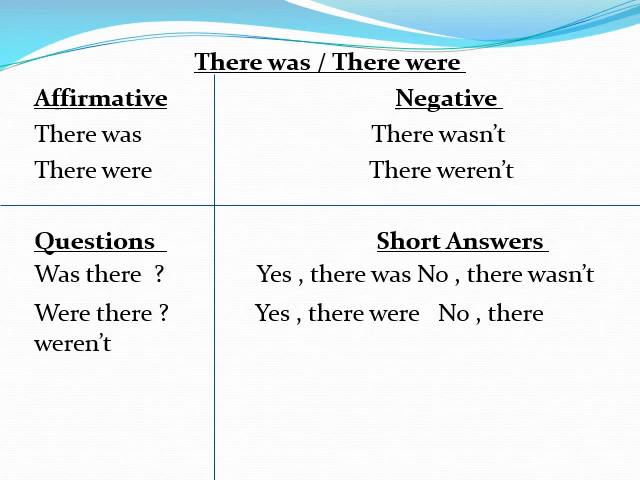 There was / There were
Affirmative Negative
There was There wasn’t
There were There weren’t
Questions Short Answers
Was there ? Yes , there was No , there wasn’t
Were there ? Yes , there were No , there
weren’t